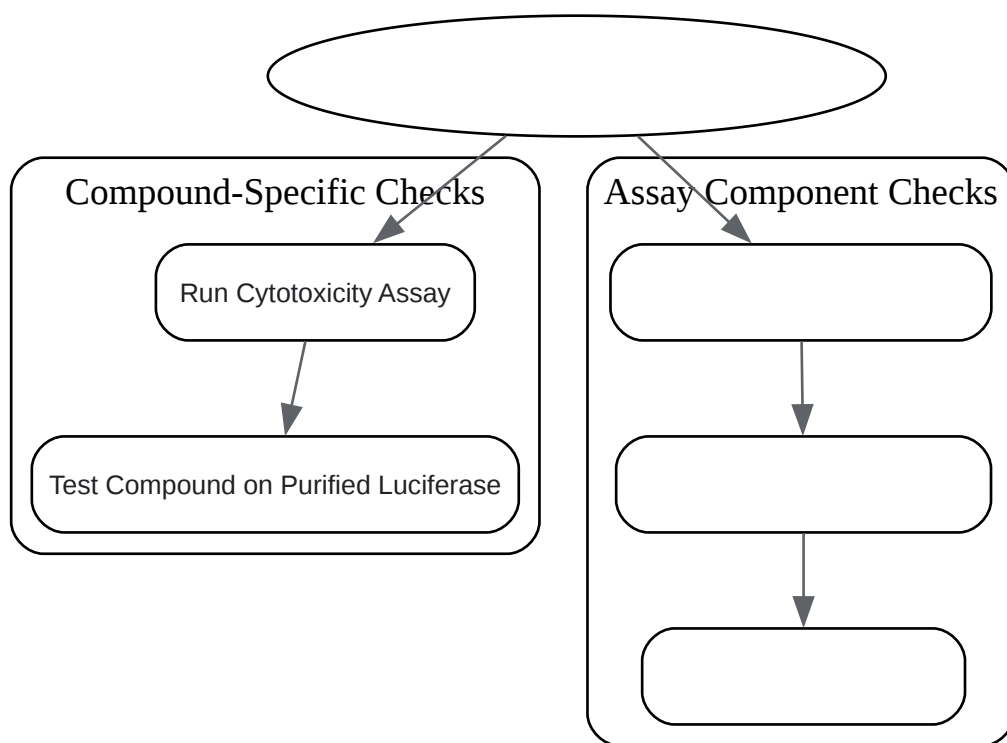 Compound-Specific Checks
Assay Component Checks
Run Cytotoxicity Assay
Test Compound on Purified Luciferase